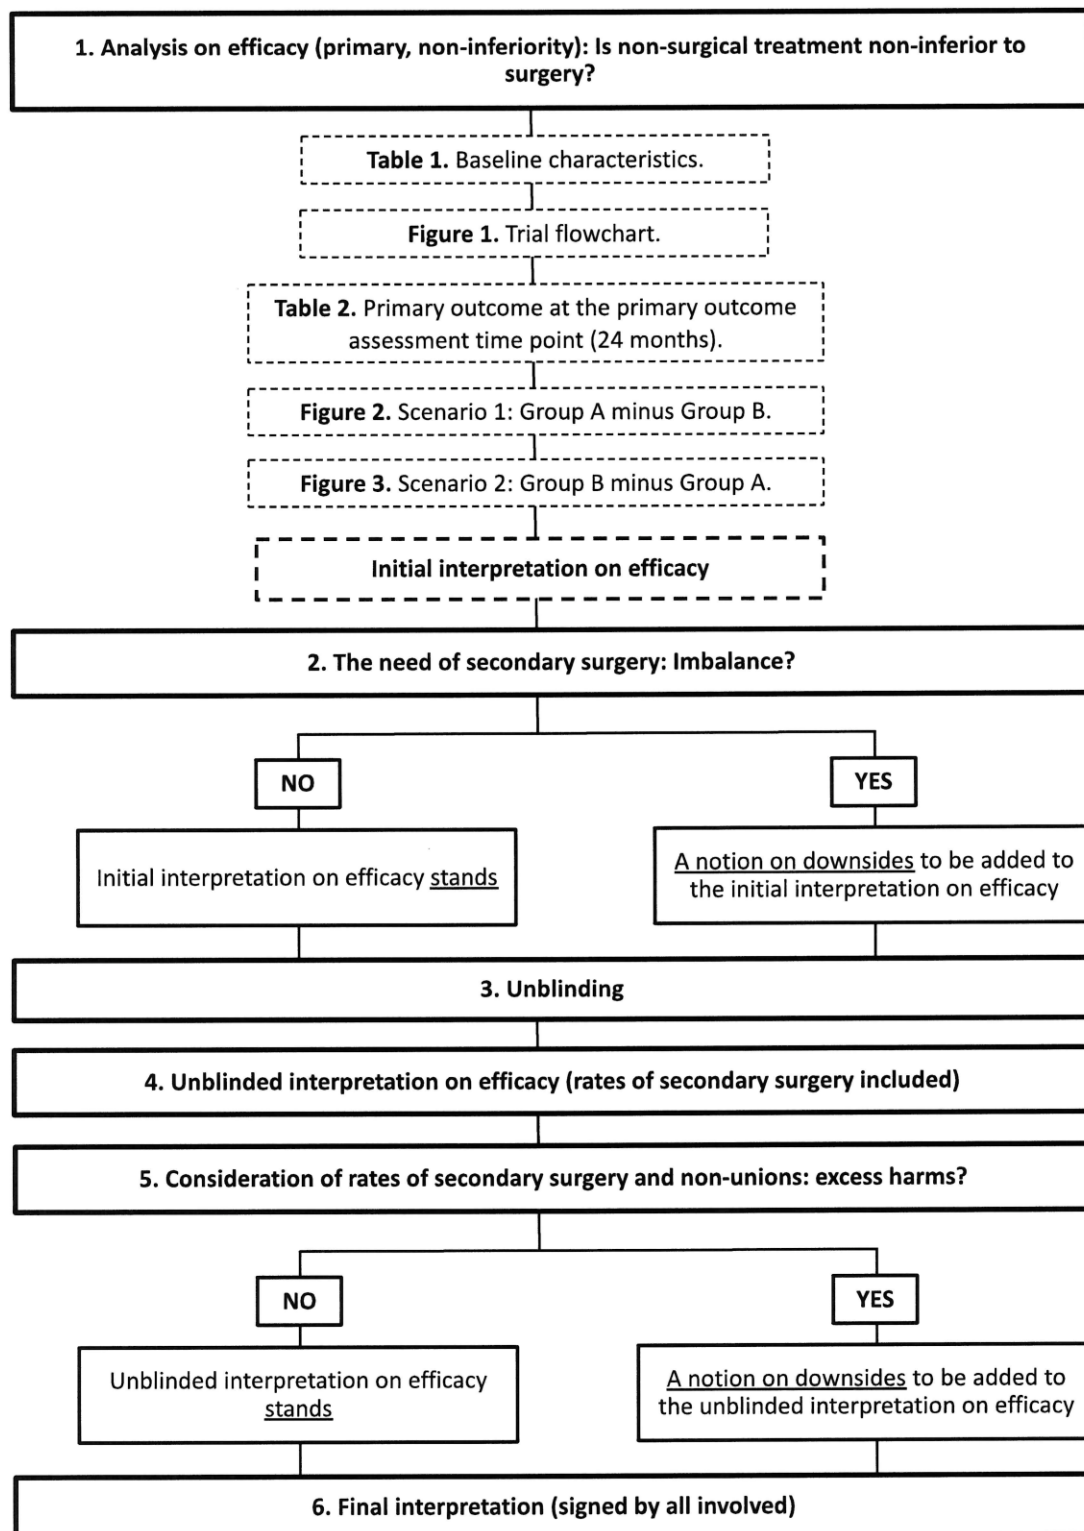 1. Analysis on efficacy (primary, non-inferiority): Is non-surgical treatment non-inferior to
surgery?
Table 1. Baseline characteristics.
Figure 1. Trial flowchart.
Table 2. Primary outcome at the primary outcome
assessment time point (24 months).
Figure 2. Scenario 1: Group A minus Group B.
Figure 3. Scenario 2: Group B minus Group A.
Initial interpretation on efficacy
2. The need of secondary surgery: Imbalance?
NO
YES
Initial interpretation on efficacy stands
A notion on downsides to be added to
the initial interpretation on efficacy
3. Unblinding
4. Unblinded interpretation on efficacy (rates of secondary surgery included)
5. Consideration of rates of secondary surgery and non-unions: excess harms?
NO
YES
Unblinded interpretation on efficacy
stands
A notion on downsides to be added to
the unblinded interpretation on efficacy
6. Final interpretation (signed by all involved)